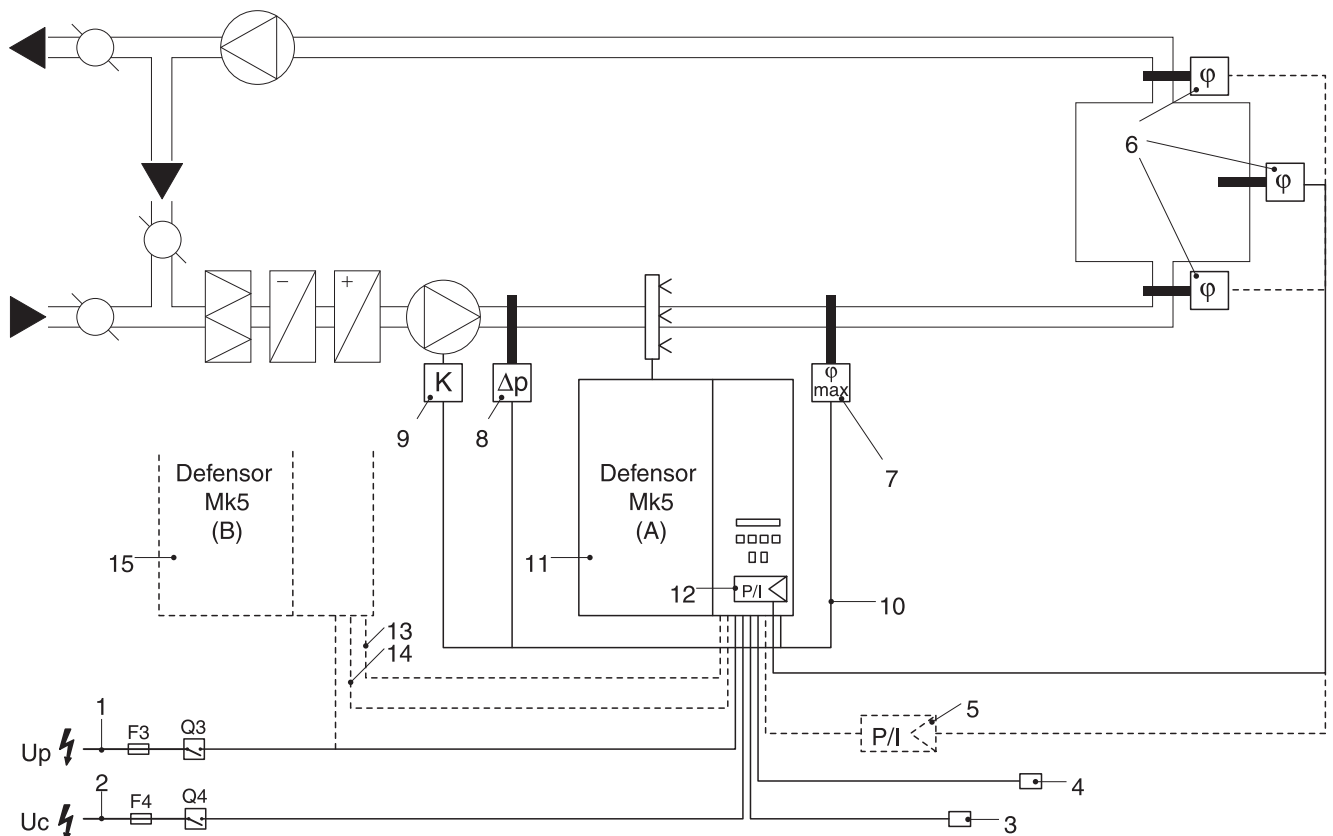 φ
6
φ
φ
−
+
K
Δp
φ
max
9
8
7
Defensor
Mk5
(B)
Defensor
Mk5
(A)
15
11
12
P/I
10
13
14
1
F3
Q3
5
P/I
Up
2
F4
Q4
4
Uc
3